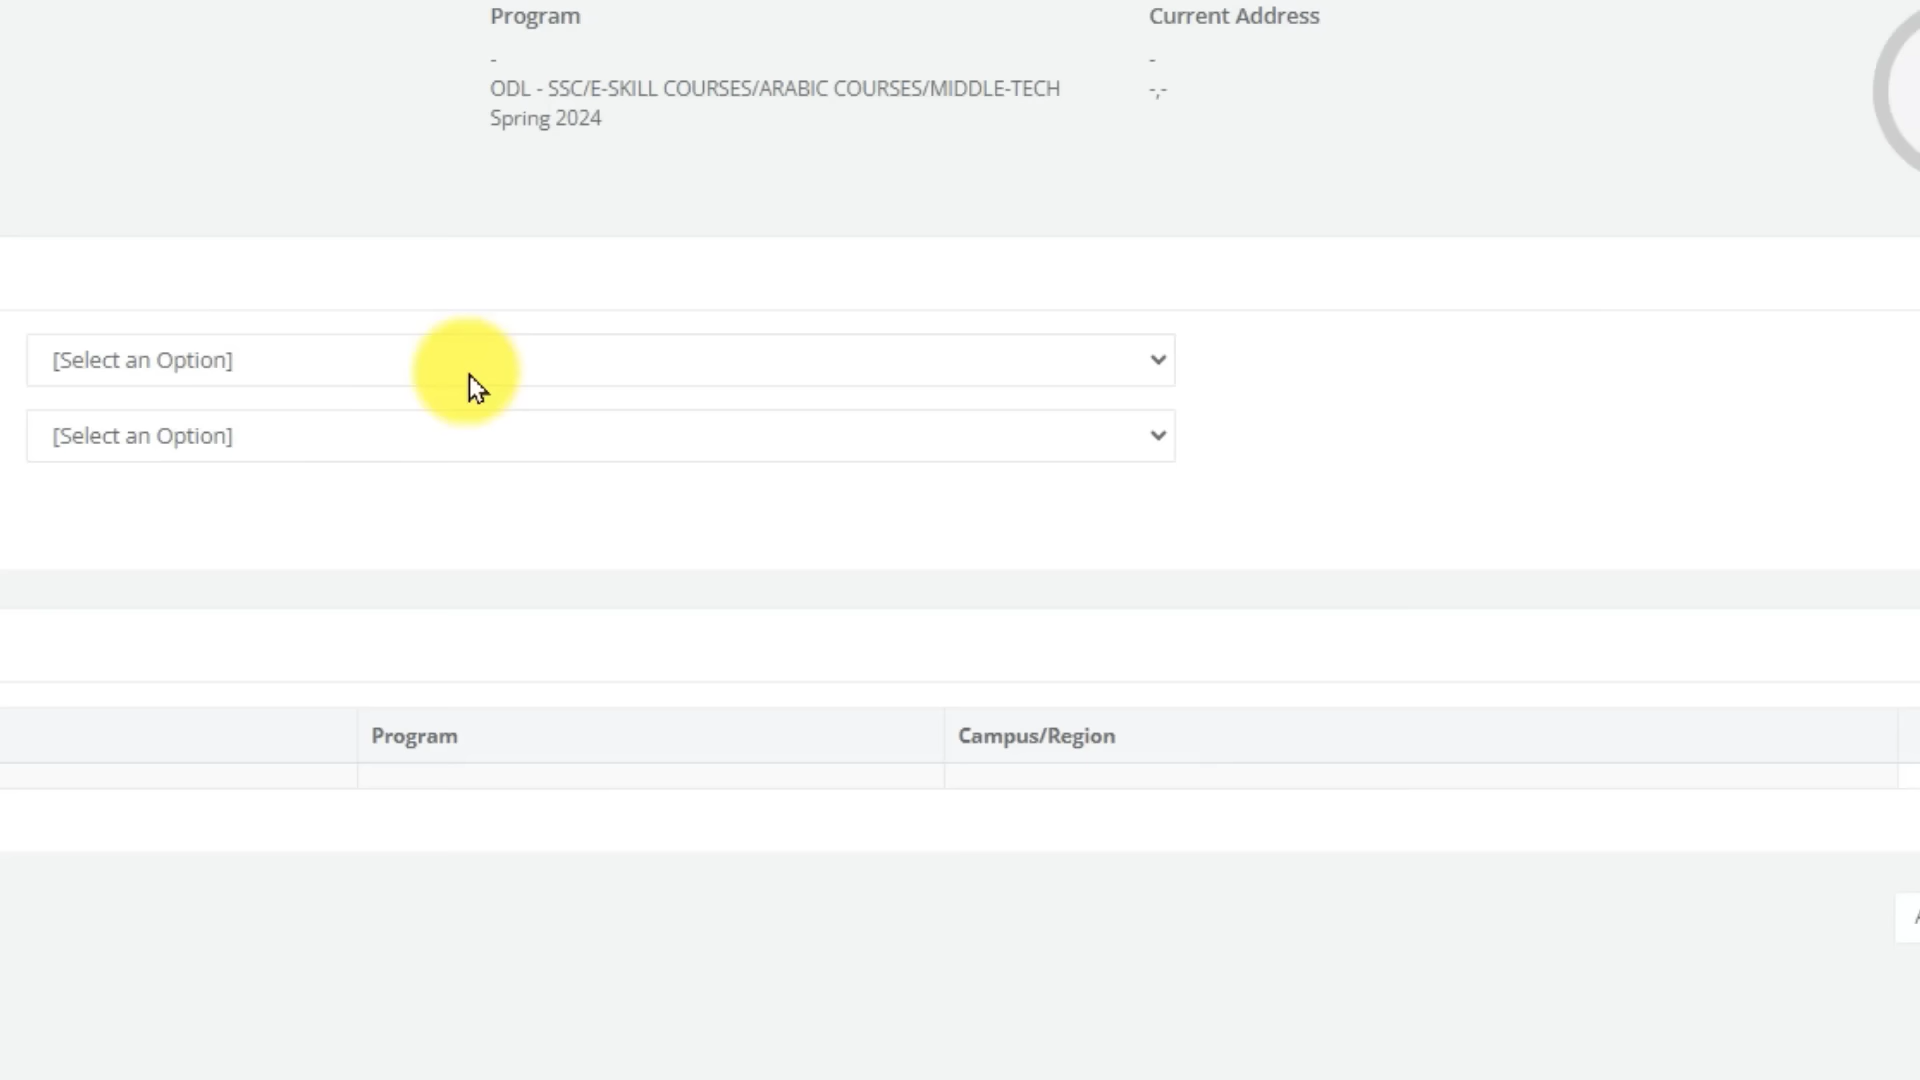 Program
Current Address
-
-
ODL - SSC/E-SKILL COURSES/ARABIC COURSES/MIDDLE-TECH
-,-
Spring 2024
[Select an Option]
[Select an Option]
Program
Campus/Region